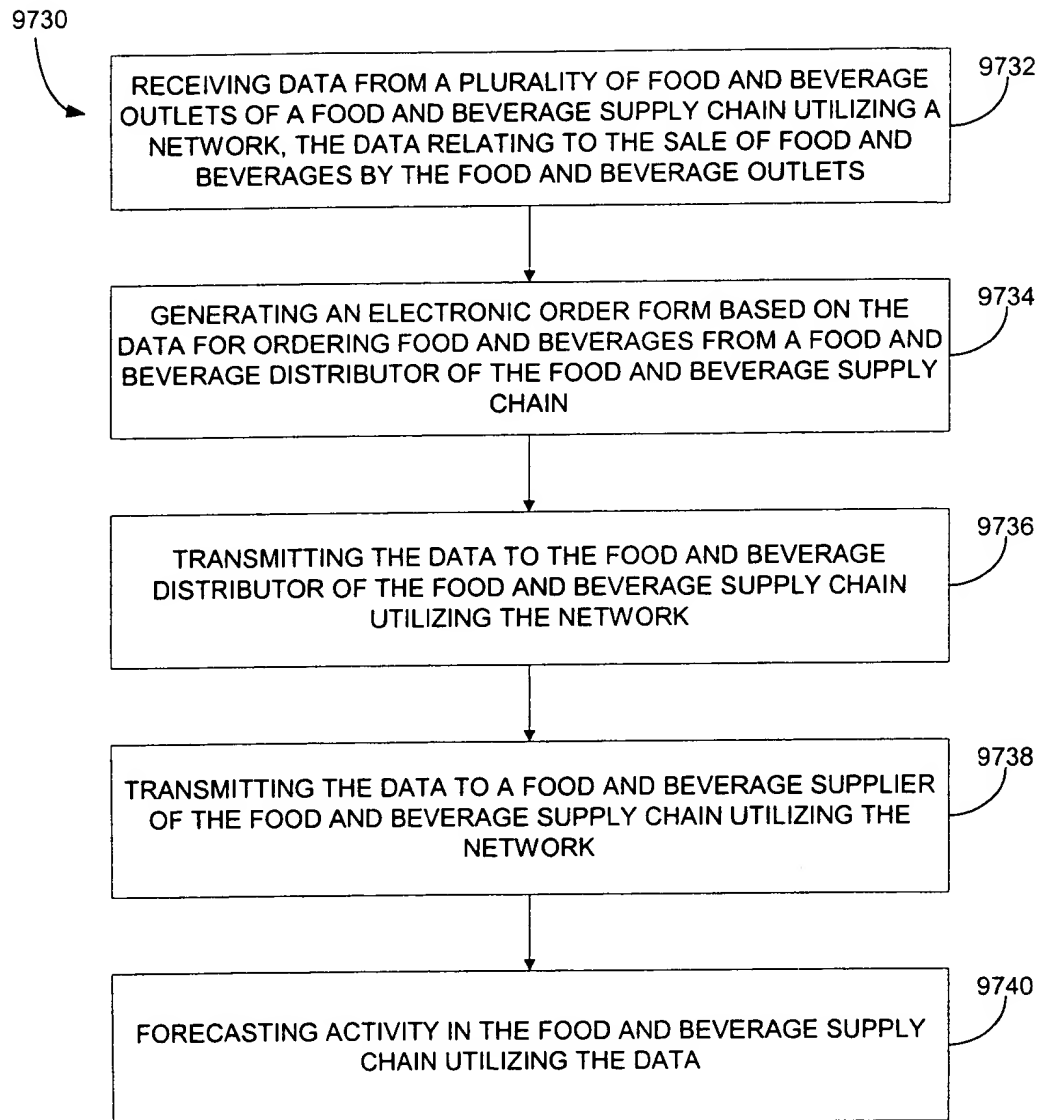 9730
RECEIVING DATA FROM A PLURALITY OF FOOD AND BEVERAGE
OUTLETS OF A FOOD AND BEVERAGE SUPPLY CHAIN UTILIZING A
NETWORK, THE DATA RELATING TO THE SALE OF FOOD AND
BEVERAGES BY THE FOOD AND BEVERAGE OUTLETS
9732
GENERATING AN ELECTRONIC ORDER FORM BASED ON THE
DATA FOR ORDERING FOOD AND BEVERAGES FROM A FOOD AND
BEVERAGE DISTRIBUTOR OF THE FOOD AND BEVERAGE SUPPLY
CHAIN
9734
TRANSMITTING THE DATA TO THE FOOD AND BEVERAGE
DISTRIBUTOR OF THE FOOD AND BEVERAGE SUPPLY CHAIN
UTILIZING THE NETWORK
9736
TRANSMITTING THE DATA TO A FOOD AND BEVERAGE SUPPLIER
OF THE FOOD AND BEVERAGE SUPPLY CHAIN UTILIZING THE
NETWORK
9738
FORECASTING ACTIVITY IN THE FOOD AND BEVERAGE SUPPLY
CHAIN UTILIZING THE DATA
9740